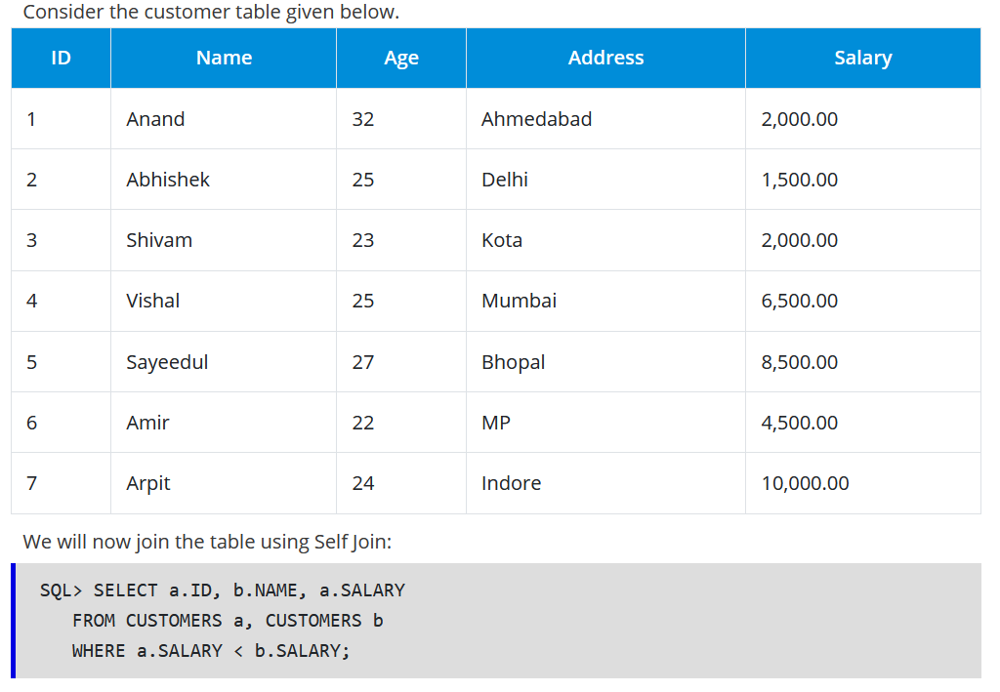 Consider the customer table given below.
ID Name Age Address Salary
1 Anand 32 Ahmedabad 2,000.00
2 Abhishek 25 Delhi 1,500.00
3 Shivam 23 Kota 2,000.00
4 Vishal 25 Mumbai 6,500.00
5 Sayeedul 27 Bhopal 8,500.00
6 Amir 22 MP 4,500.00
7 Arpit 24 Indore 10,000.00
We will now join the table using Self Join:
SQL> SELECT a.ID, b.NAME, a.SALARY
FROM CUSTOMERS a, CUSTOMERS b
WHERE a.SALARY < b.SALARY;